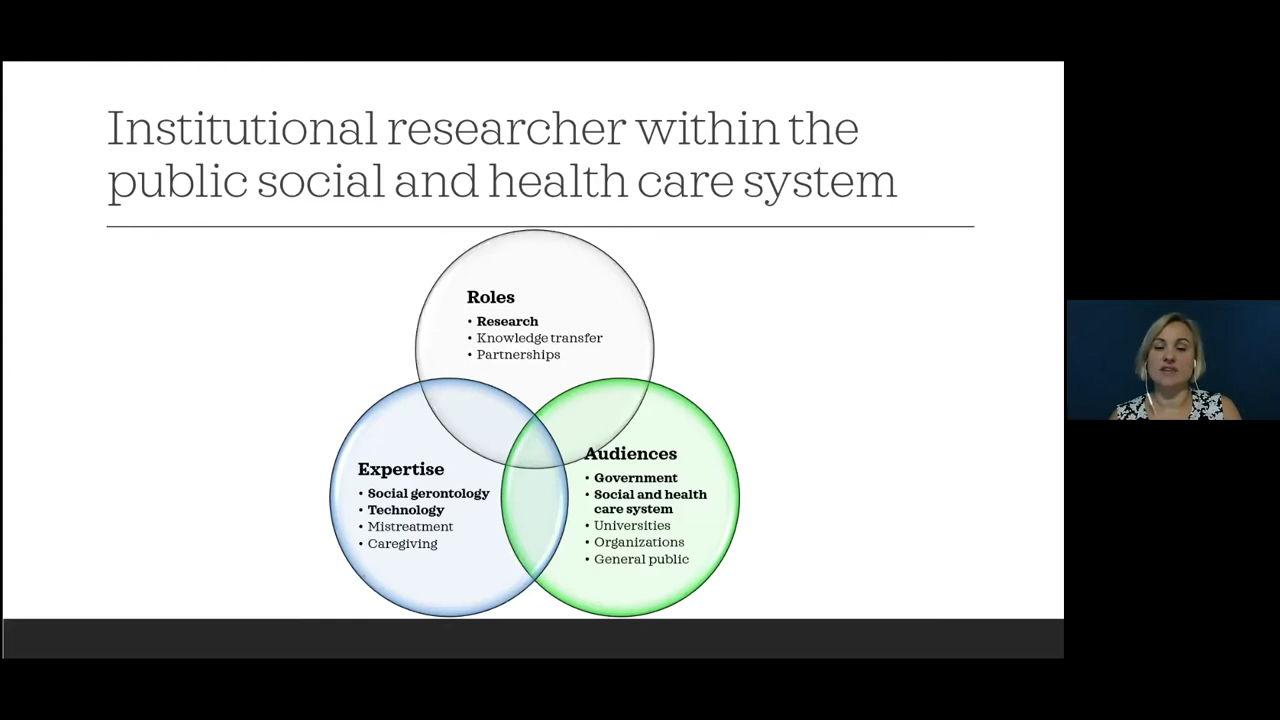 Institutional researcher within the
public social and health care system
Roles
• Research
• Knowledge transfer
• Partnerships
Expertise
• Social gerontology
• Technology
• Mistreatment
• Caregiving
Audiences
• Government
• Social and health
care system
• Universities
• Organizations
• General public